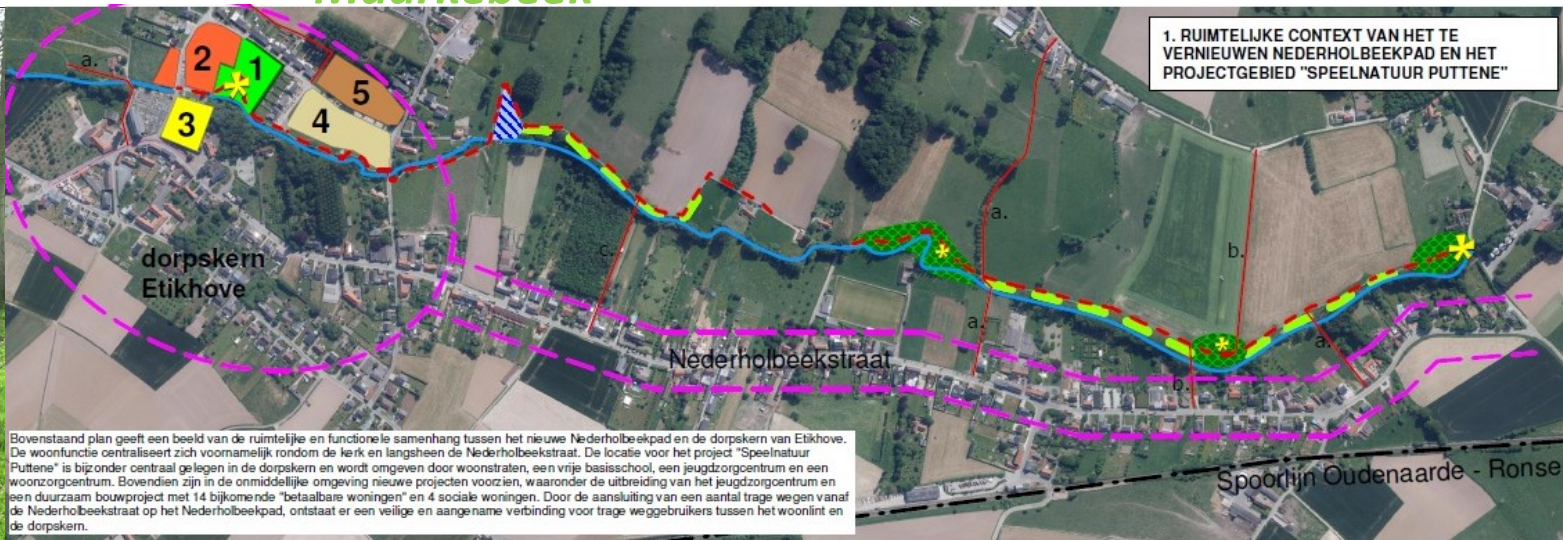 Maarkebeek
1. RUIMTELIJKE CONTEXT VAN HET TE
VERNIEUWEN NEDERHOLBEEKPAD EN HET
PROJECTGEBIED "SPEELNATUUR PUTTENE"
a.
2
1
5
3
4
a.
b.
c.
dorpskern
Etikhove
a.
a.
Nederholbeekstraat
b.
Bovenstaand plan geeft een beeld van de ruimtelijke en functionele samenhang tussen het nieuwe Nederholbeekpad en de dorpskern van Etikhove.
De woonfunctie centraliseert zich voornamelijk rondom de kerk en langsheen de Nederholbeekstraat. De locatie voor het project "Speelnatuur
Puttene" is bijzonder centraal gelegen in de dorpskern en wordt omgeven door woonstraten, een vrije basisschool, een jeugdzorgcentrum en een
woonzorgcentrum. Bovendien zijn in de onmiddellijke omgeving nieuwe projecten voorzien, waaronder de uitbreiding van het jeugdzorgcentrum en
een duurzaam bouwproject met 14 bijkomende "betaalbare woningen" en 4 sociale woningen. Door de aansluiting van een aantal trage wegen vanaf
de Nederholbeekstraat op het Nederholbeekpad, ontstaat er een veilige en aangename verbinding voor trage weggebruikers tussen het woonlint en
de dorpskern.
Spoorlijn Oudenaarde - Ronse